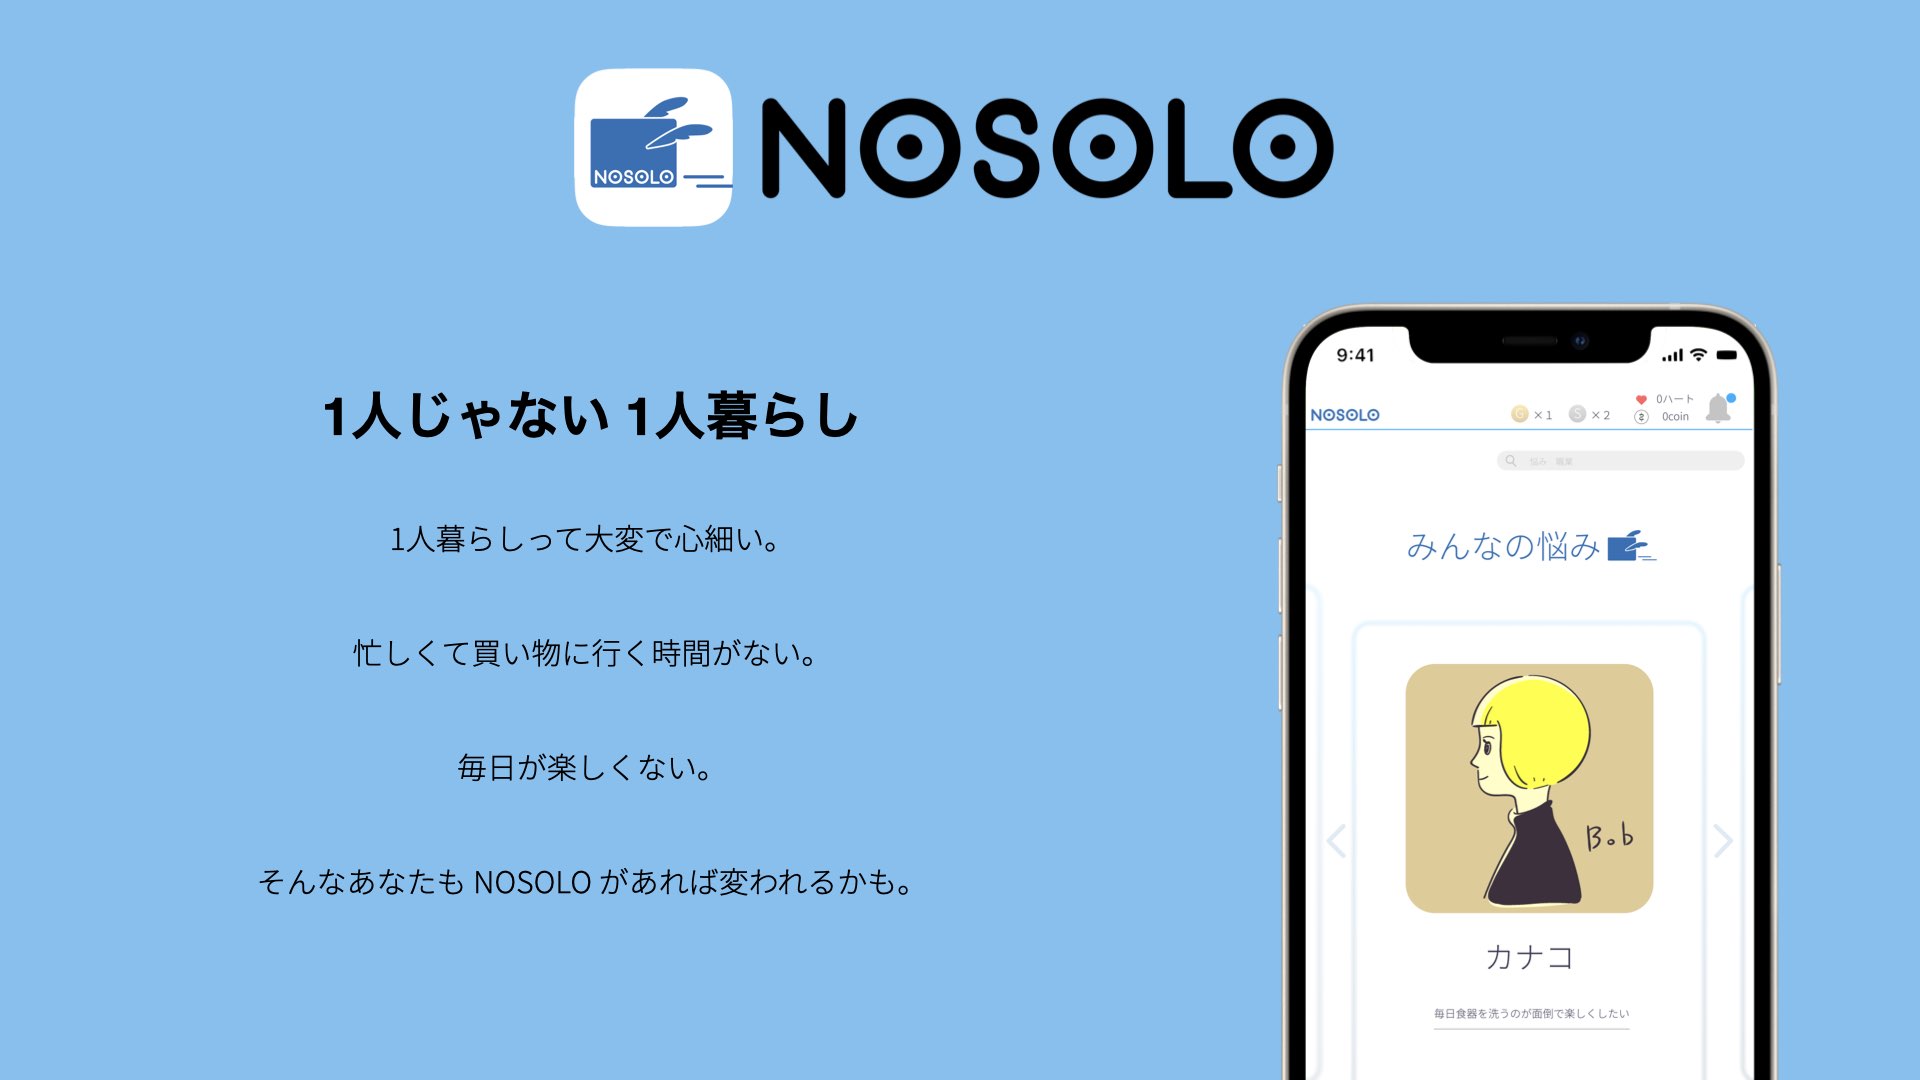 NOSOLO
NOSOLO
1人じゃない 1人暮らし
1人暮らしって大変で心細い。
忙しくて買い物に行く時間がない。
毎日が楽しくない。
そんなあなたも NOSOLO があれば変われるかも。
9:41
NOSOLO
G ×1 S ×2
0ハート
0coin
悩み 職業
みんなの悩み
Bob
カナコ
毎日食器を洗うのが面倒で楽しくしたい